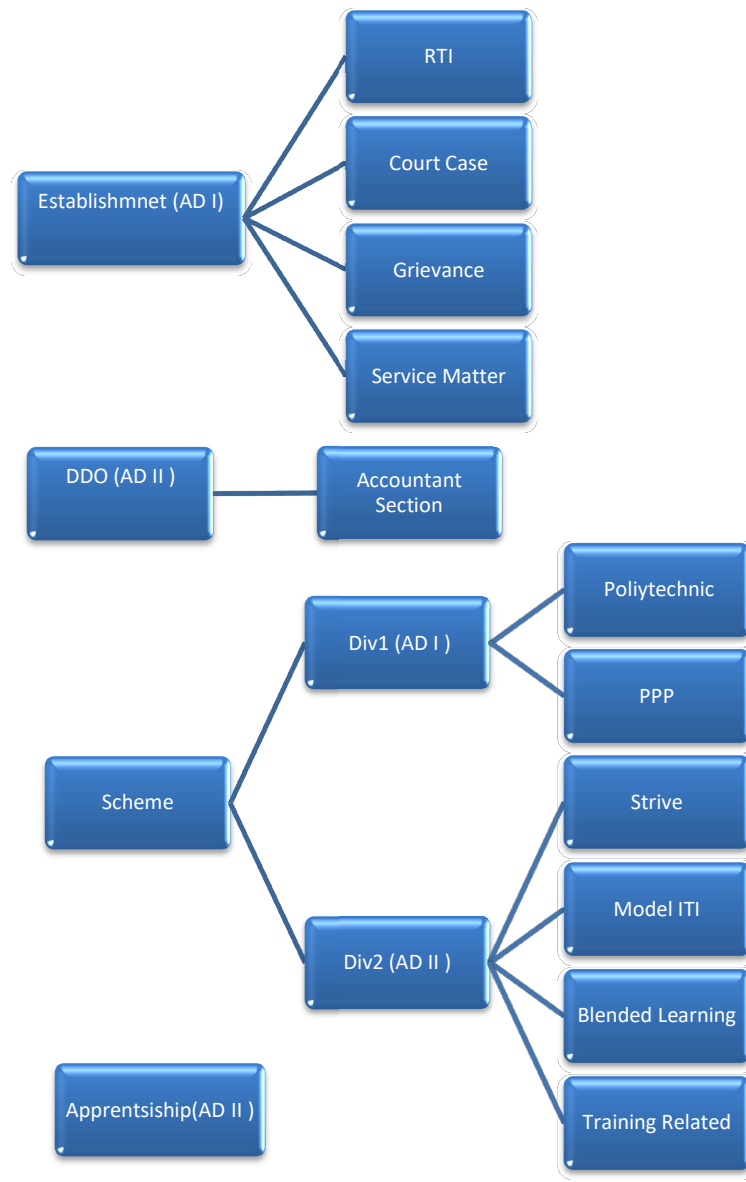 RTI
Court Case
Establishmnet (AD I)
Grievance
Service Matter
DDO (AD II )
Accountant
Section
Poliytechnic
Div1 (AD I )
PPP
Scheme
Strive
Model ITI
Div2 (AD II )
Blended Learning
Apprentsiship(AD II )
Training Related